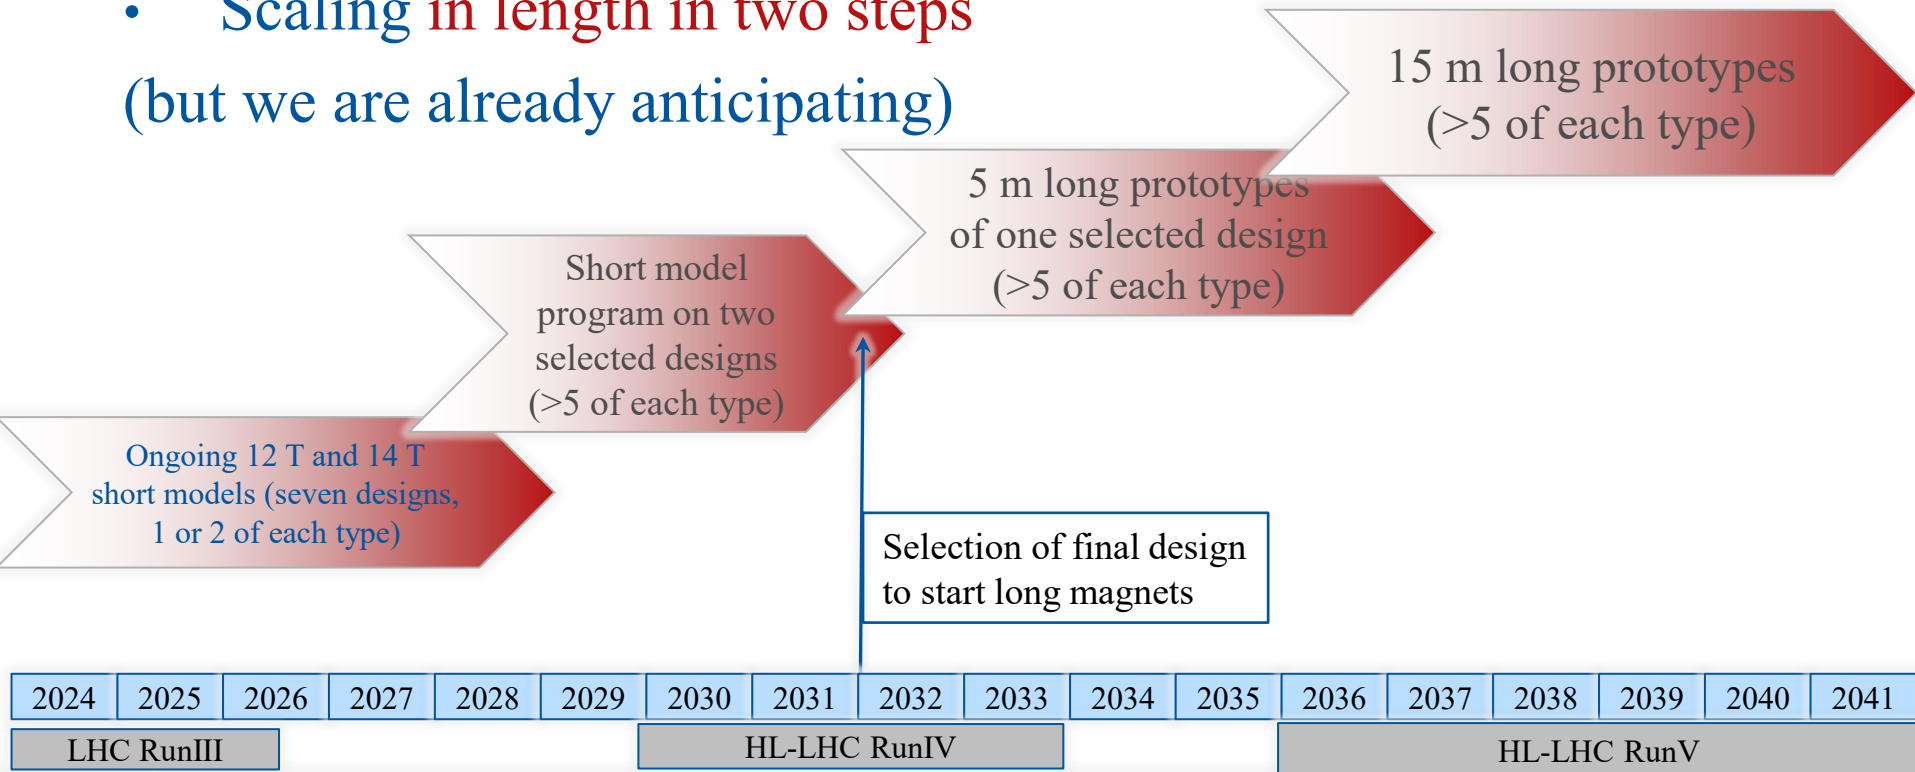 • Scaling in length in two steps
(but we are already anticipating)
15 m long prototypes
(>5 of each type)
5 m long prototypes
of one selected design
(>5 of each type)
Short model
program on two
selected designs
(>5 of each type)
Ongoing 12 T and 14 T
short models (seven designs,
1 or 2 of each type)
Selection of final design
to start long magnets
2024 2025 2026 2027 2028 2029 2030 2031 2032 2033 2034 2035 2036 2037 2038 2039 2040 2041
LHC RunIII HL-LHC RunIV HL-LHC RunV